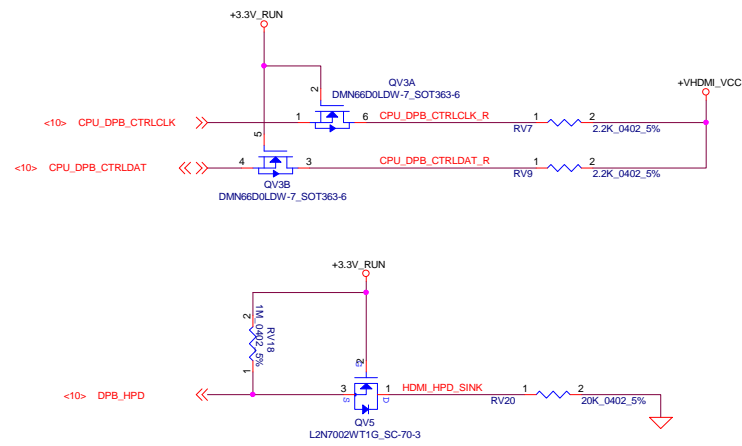 +3.3V_RUN
QV3A
DMN66D0LDW-7_SOT363-6
+VHDMI_VCC
2
<10> CPU_DPB_CTRLCLK 1 6 CPU_DPB_CTRLCLK_R 1 2
RV7 2.2K_0402_5%
5
<10> CPU_DPB_CTRLDAT 4 3 CPU_DPB_CTRLDAT_R 1 2
RV9 2.2K_0402_5%
QV3B
DMN66D0LDW-7_SOT363-6
+3.3V_RUN
2
RV18
1M_0402_5%
1
G
2
<10> DPB_HPD 3 S D 1 HDMI_HPD_SINK 1 2
RV20 20K_0402_5%
QV5
L2N7002WT1G_SC-70-3